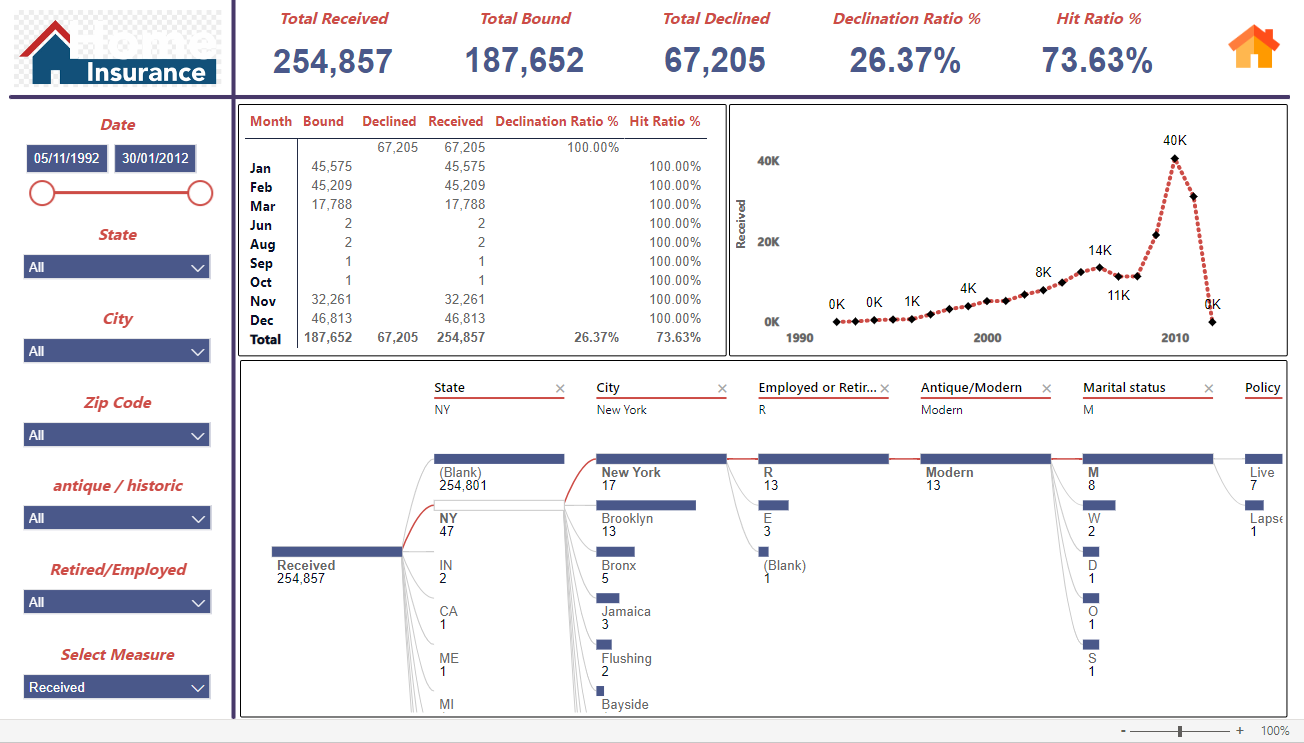 Home
Insurance
Total Received
254,857
Total Bound
187,652
Total Declined
67,205
Declination Ratio %
26.37%
Hit Ratio %
73.63%
Date
05/11/1992 30/01/2012
State
All
City
All
Zip Code
All
antique / historic
All
Retired/Employed
All
Select Measure
Received
Month Bound Declined Received Declination Ratio % Hit Ratio %
67,205 67,205 100.00%
Jan 45,575 45,575 100.00%
Feb 45,209 45,209 100.00%
Mar 17,788 17,788 100.00%
Jun 2 2 100.00%
Aug 2 2 100.00%
Sep 1 1 100.00%
Oct 1 1 100.00%
Nov 32,261 32,261 100.00%
Dec 46,813 46,813 100.00%
Total 187,652 67,205 254,857 26.37% 73.63%
Received
40K
20K
0K
0K
0K
1K
4K
8K
14K
11K
40K
0K
1990 2000 2010
State ×
NY
City ×
New York
Employed or Retir... ×
R
Antique/Modern ×
Modern
Marital status ×
M
Policy
Received
254,857
(Blank)
254,801
NY
47
IN
2
CA
1
ME
1
MI
New York
17
Brooklyn
13
Bronx
5
Jamaica
3
Flushing
2
Bayside
R
13
E
3
(Blank)
1
Modern
13
M
8
W
2
D
1
O
1
S
1
Live
7
Lapse
1
- + 100%